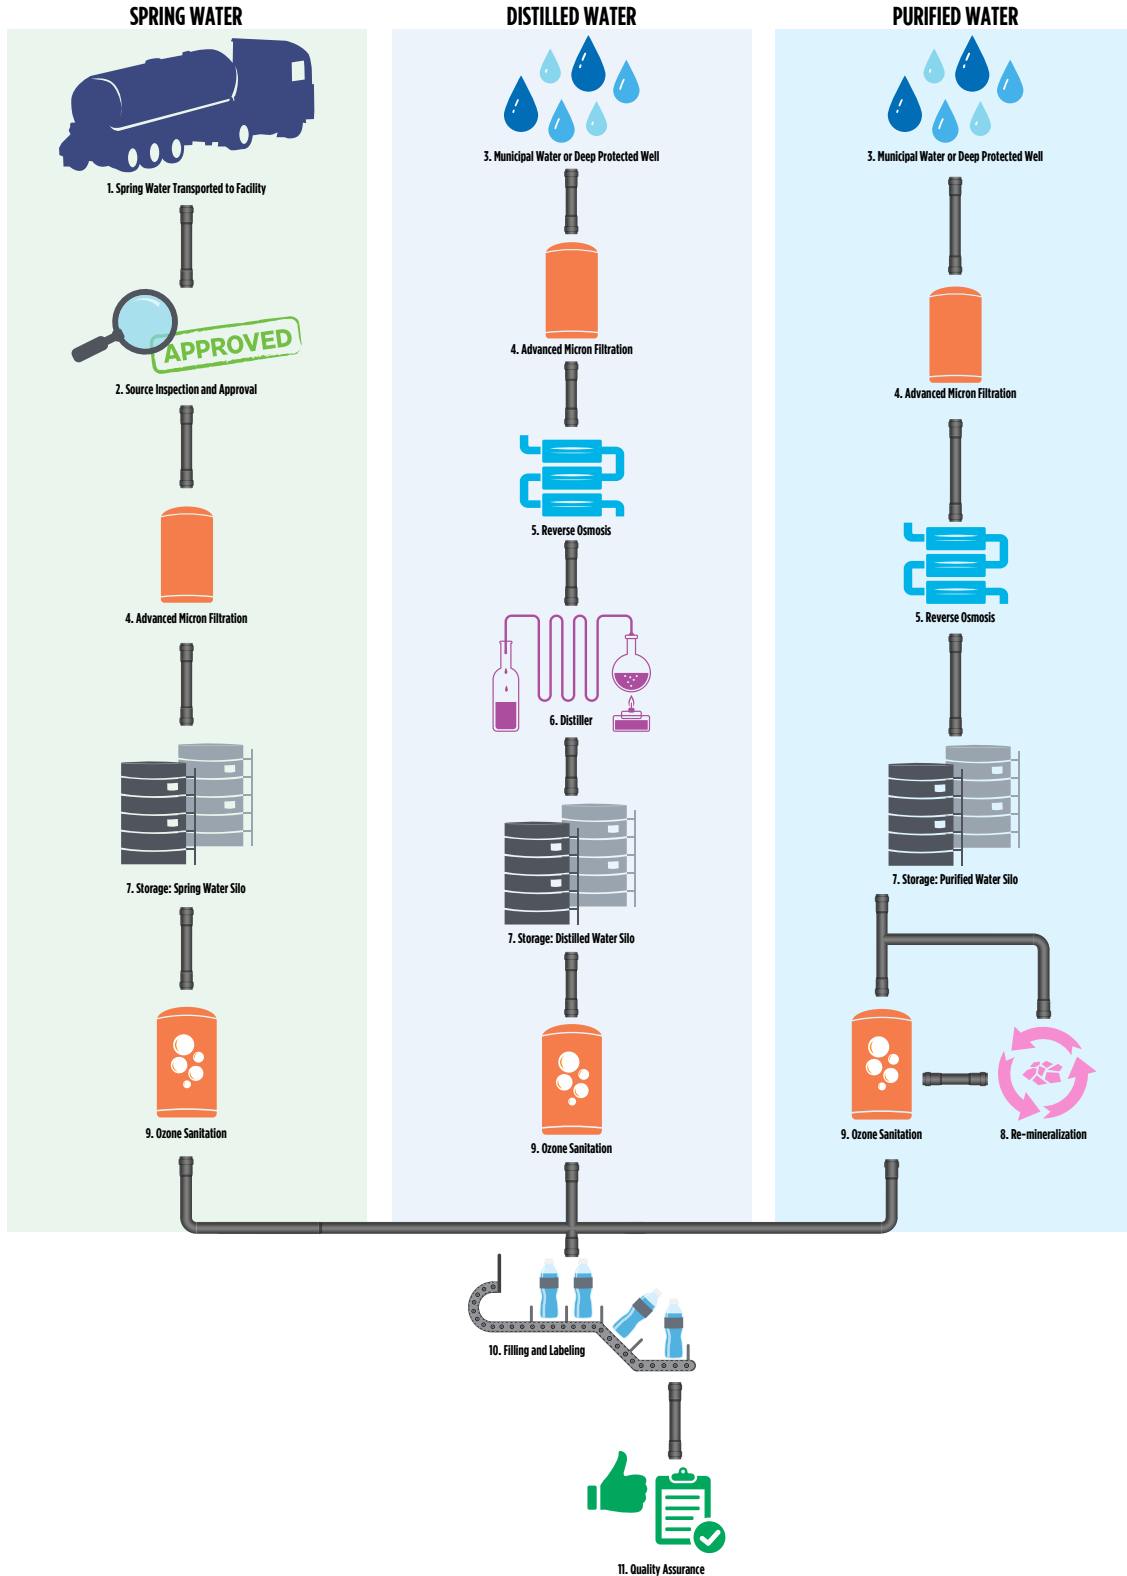 SPRING WATER
1. Spring Water Transported to Facility
APPROVED
2. Source Inspection and Approval
4. Advanced Micron Filtration
7. Storage: Spring Water Silo
9. Ozone Sanitation
DISTILLED WATER
3. Municipal Water or Deep Protected Well
4. Advanced Micron Filtration
5. Reverse Osmosis
6. Distiller
7. Storage: Distilled Water Silo
9. Ozone Sanitation
PURIFIED WATER
3. Municipal Water or Deep Protected Well
4. Advanced Micron Filtration
5. Reverse Osmosis
7. Storage: Purified Water Silo
9. Ozone Sanitation
8. Re-mineralization
10. Filling and Labeling
11. Quality Assurance